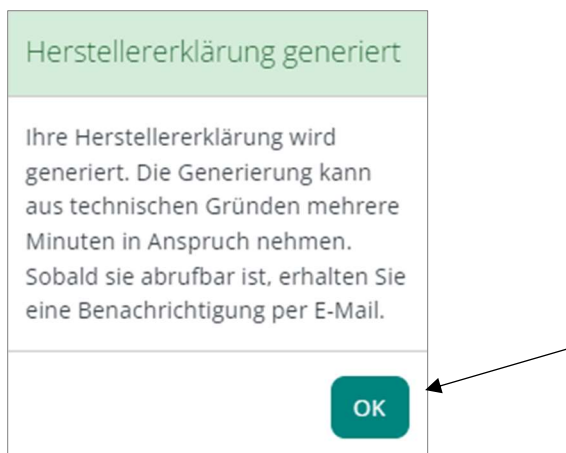 Herstellererklärung generiert
Ihre Herstellererklärung wird
generiert. Die Generierung kann
aus technischen Gründen mehrere
Minuten in Anspruch nehmen.
Sobald sie abrufbar ist, erhalten Sie
eine Benachrichtigung per E-Mail.
OK